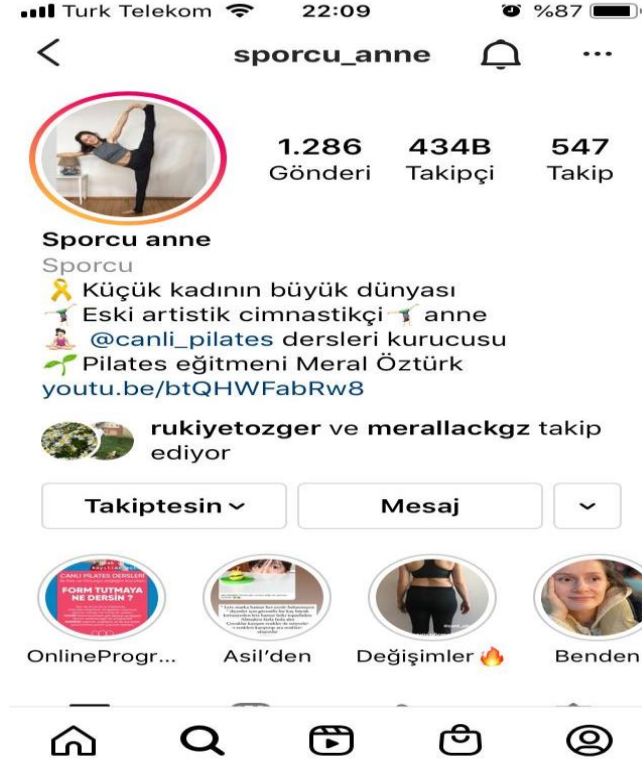 Turk Telekom 22:09 %87
sporcu_anne
1.286 434B 547
Gönderi Takipçi Takip
Sporcu anne
Sporcu
Küçük kadının büyük dünyası
Eski artistik cimnastikçi anne
@canli_pilates dersleri kurucusu
Pilates eğitmeni Meral Öztürk
youtu.be/btQHWFabRw8
rukiyetozger ve merallackgz takip
ediyor
Takiptesin Mesaj
CANLI PİLATES DERSLERİ
FORM TUTMAYA
NE DERSİN ?
OnlineProgr... Asil'den Değişimler Benden